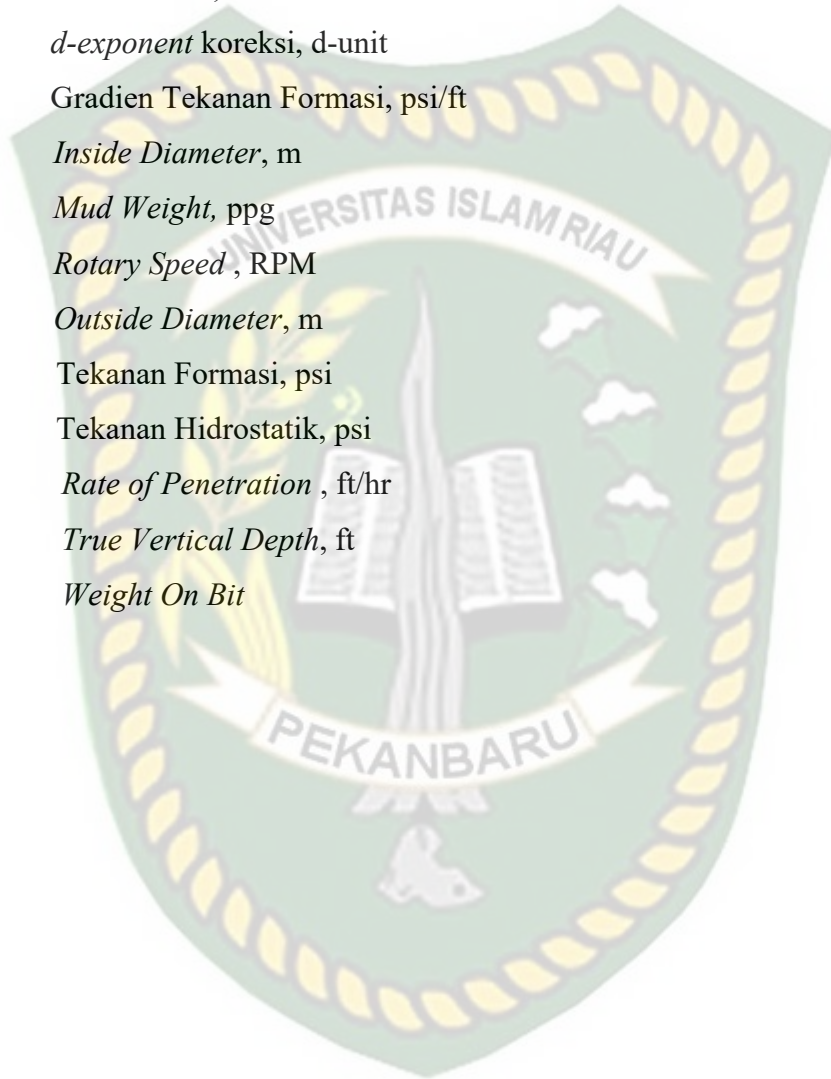 d-exponent koreksi, d-unit
Gradien Tekanan Formasi, psi/ft
Inside Diameter, m
Mud Weight, ppg
Rotary Speed , RPM
Outside Diameter, m
Tekanan Formasi, psi
Tekanan Hidrostatik, psi
Rate of Penetration , ft/hr
True Vertical Depth, ft
Weight On Bit
UNIVERSITAS ISLAM RIAU
PEKANBARU